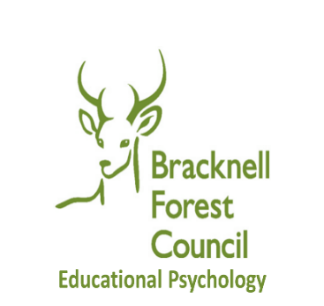 Bracknell
Forest
Council
Educational Psychology